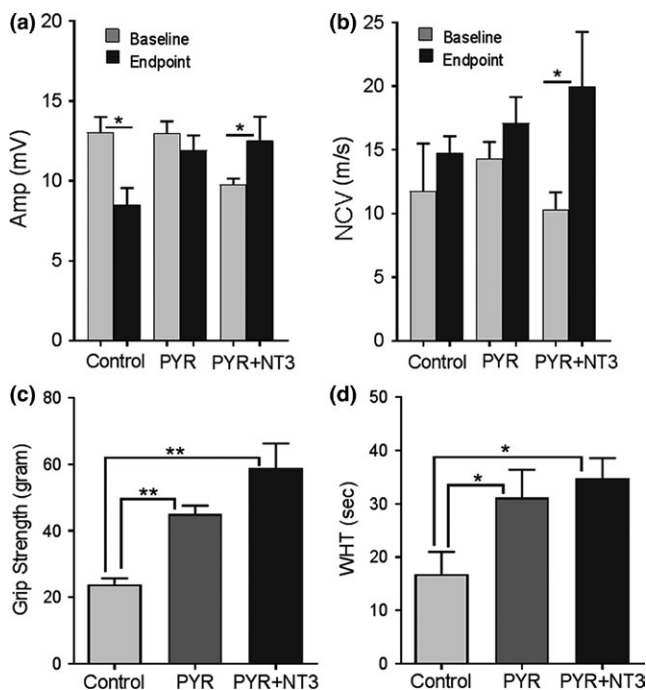 (a)
Baseline
Endpoint
Amp (mV)
20
15
10
5
0
*
*
Control PYR PYR+NT3
(b)
Baseline
Endpoint
NCV (m/s)
25
20
15
10
5
0
*
Control PYR PYR+NT3
(c)
Grip Strength (gram)
80
60
40
20
0
**
**
Control PYR PYR+NT3
(d)
WHT (sec)
50
40
30
20
10
0
*
*
Control PYR PYR+NT3